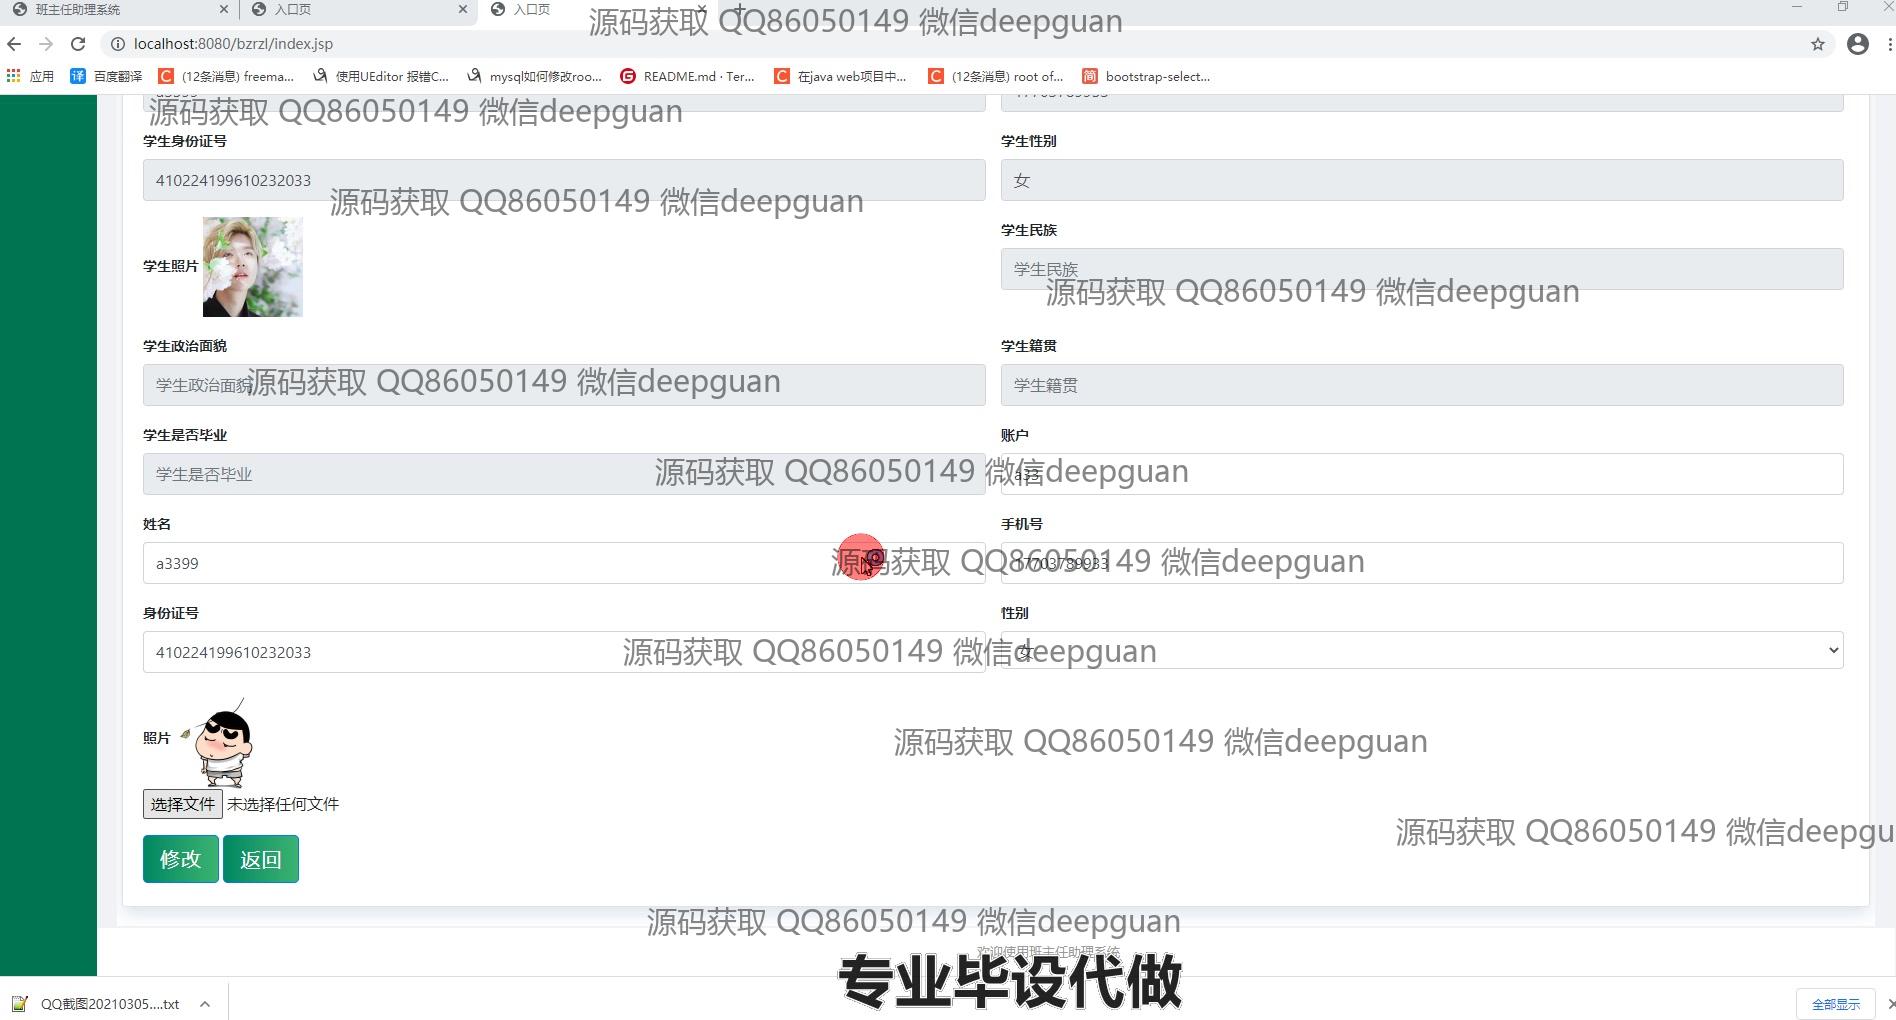 班主任助理系统
入口页
入口页
源码获取 QQ86050149 微信deepguan
localhost:8080/bzrzl/index.jsp
应用
百度翻译
(12条消息) freema...
使用UEditor 报错C...
mysql如何修改roo...
README.md · Ter...
在java web项目中...
(12条消息) root of...
bootstrap-select...
源码获取 QQ86050149 微信deepguan
学生身份证号
学生性别
410224199610232033
女
源码获取 QQ86050149 微信deepguan
学生照片
学生民族
学生民族
源码获取 QQ86050149 微信deepguan
学生政治面貌
学生籍贯
学生政治面貌
学生籍贯
源码获取 QQ86050149 微信deepguan
学生是否毕业
账户
学生是否毕业
a33
源码获取 QQ86050149 微信deepguan
姓名
手机号
a3399
17703789933
源码获取 QQ86050149 微信deepguan
身份证号
性别
410224199610232033
女
源码获取 QQ86050149 微信deepguan
照片
源码获取 QQ86050149 微信deepguan
选择文件 未选择任何文件
源码获取 QQ86050149 微信deepgu
修改
返回
源码获取 QQ86050149 微信deepguan
欢迎使用班主任助理系统
专业毕设代做
QQ截图20210305....txt
全部显示